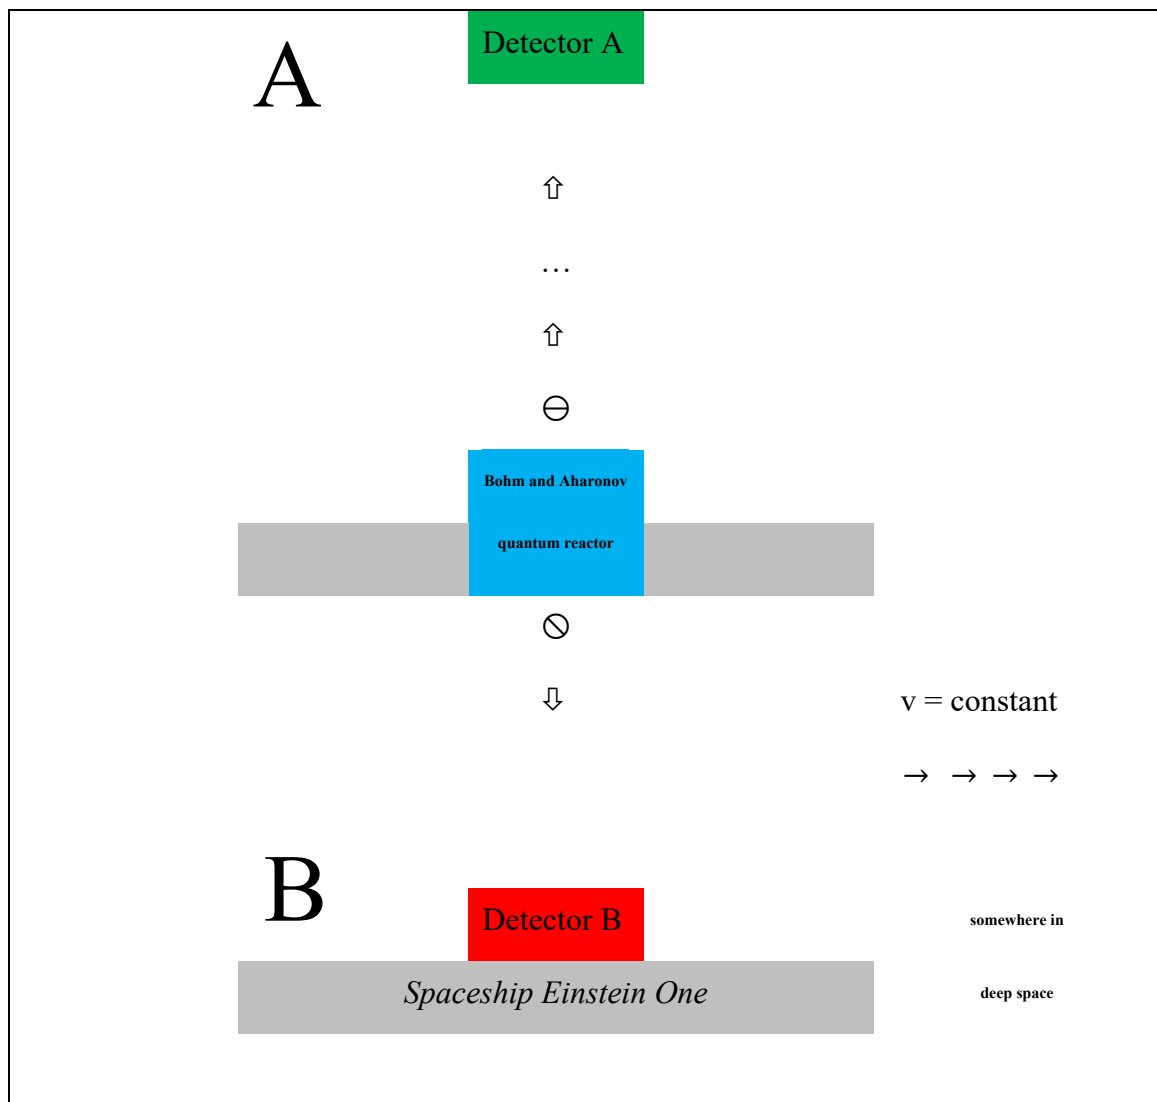 A
Detector A
⇧
…
⇧
⊖
Bohm and Aharonov
quantum reactor
⦸
⇩
v = constant
→ → → →
B
Detector B
somewhere in
Spaceship Einstein One
deep space